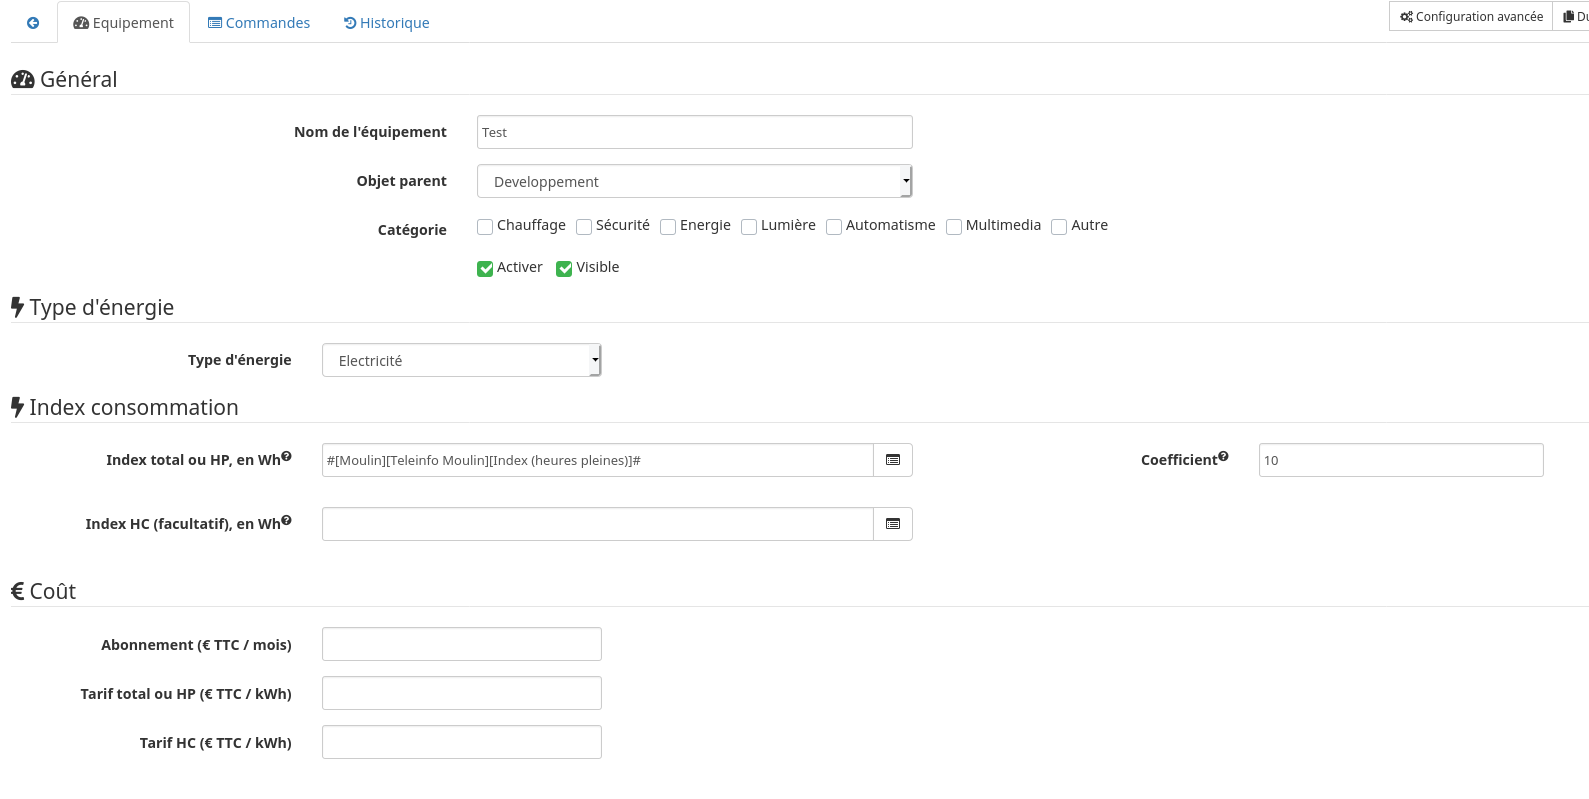 Equipement Commandes Historique Configuration avancée
Général
Nom de l'équipement Test
Objet parent Developpement
Catégorie Chauffage Sécurité Energie Lumière Automatisme Multimedia Autre
Activer Visible
Type d'énergie
Type d'énergie Electricité
Index consommation
Index total ou HP, en Wh #[Moulin][Teleinfo Moulin][Index (heures pleines)]# Coefficient 10
Index HC (facultatif), en Wh
€ Coût
Abonnement (€ TTC / mois)
Tarif total ou HP (€ TTC / kWh)
Tarif HC (€ TTC / kWh)